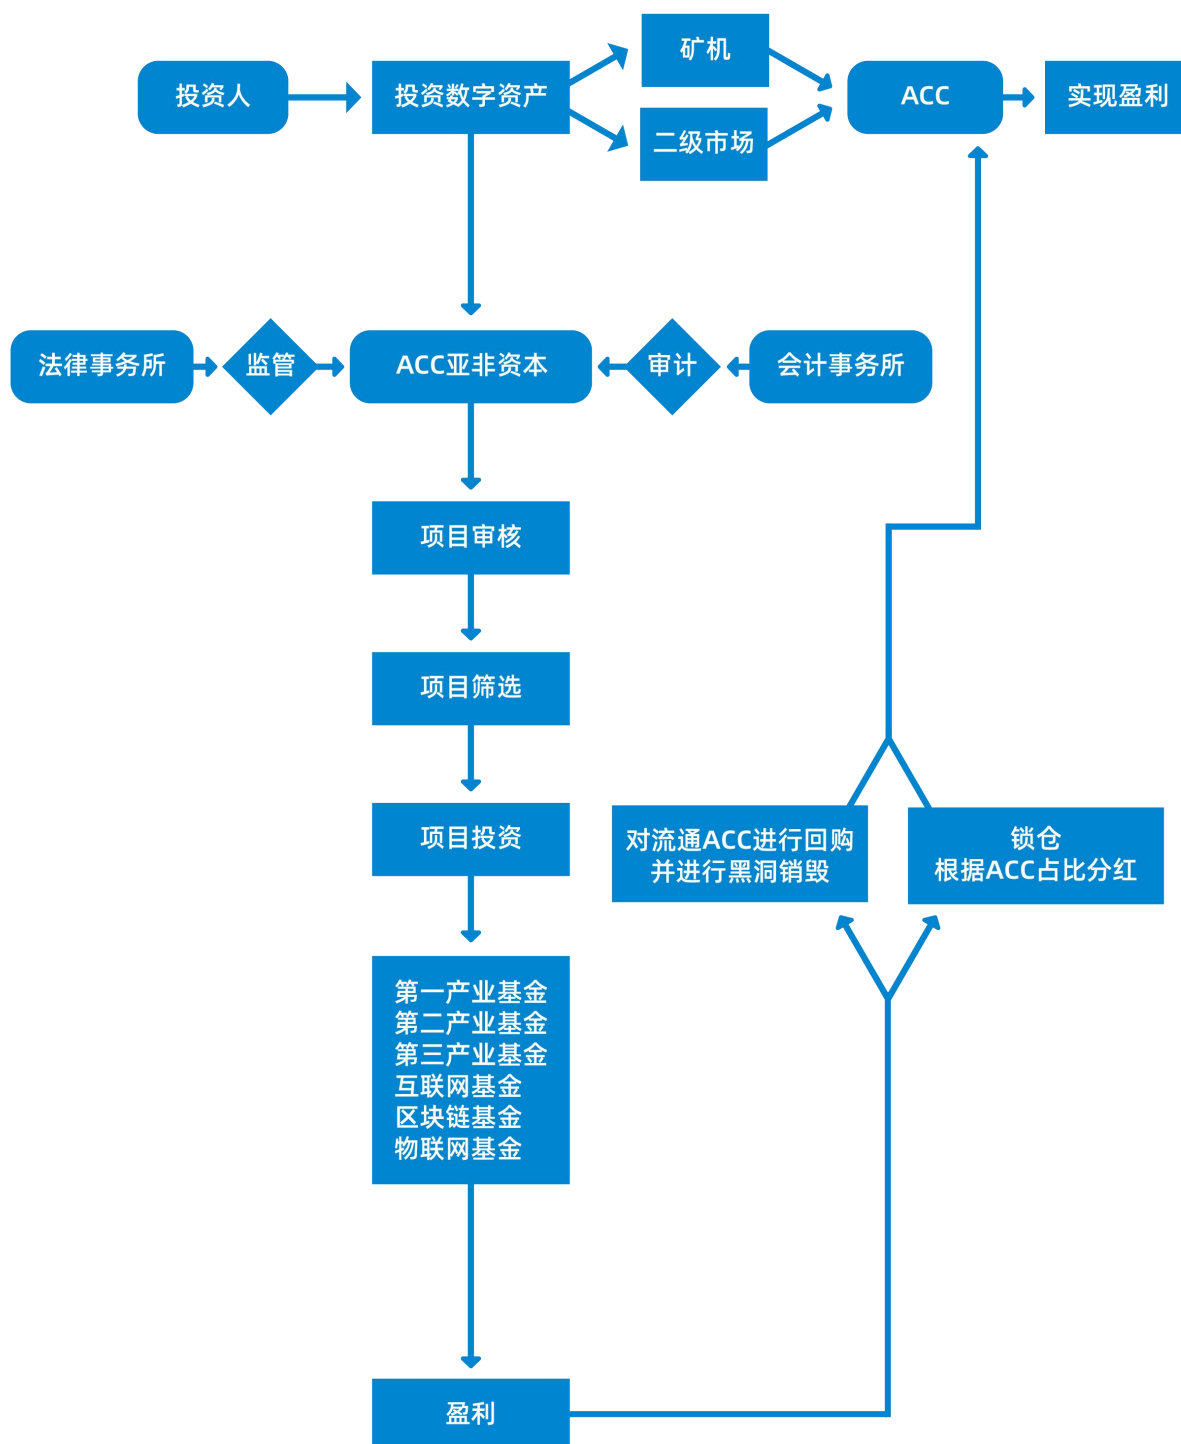 投资人
投资数字资产
矿机
二级市场
ACC
实现盈利
法律事务所
监管
ACC亚非资本
审计
会计事务所
项目审核
项目筛选
项目投资
对流通ACC进行回购
并进行黑洞销毁
锁仓
根据ACC占比分红
第一产业基金
第二产业基金
第三产业基金
互联网基金
区块链基金
物联网基金
盈利